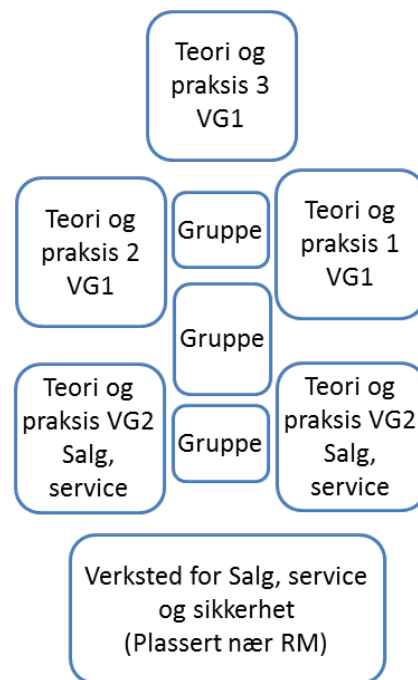 Teori og
praksis 3
VG1
Teori og
praksis 2
VG1
Gruppe
Teori og
praksis 1
VG1
Gruppe
Teori og
praksis VG2
Salg,
service
Gruppe
Teori og
praksis VG2
Salg,
service
Verksted for Salg, service
og sikkerhet
(Plassert nær RM)